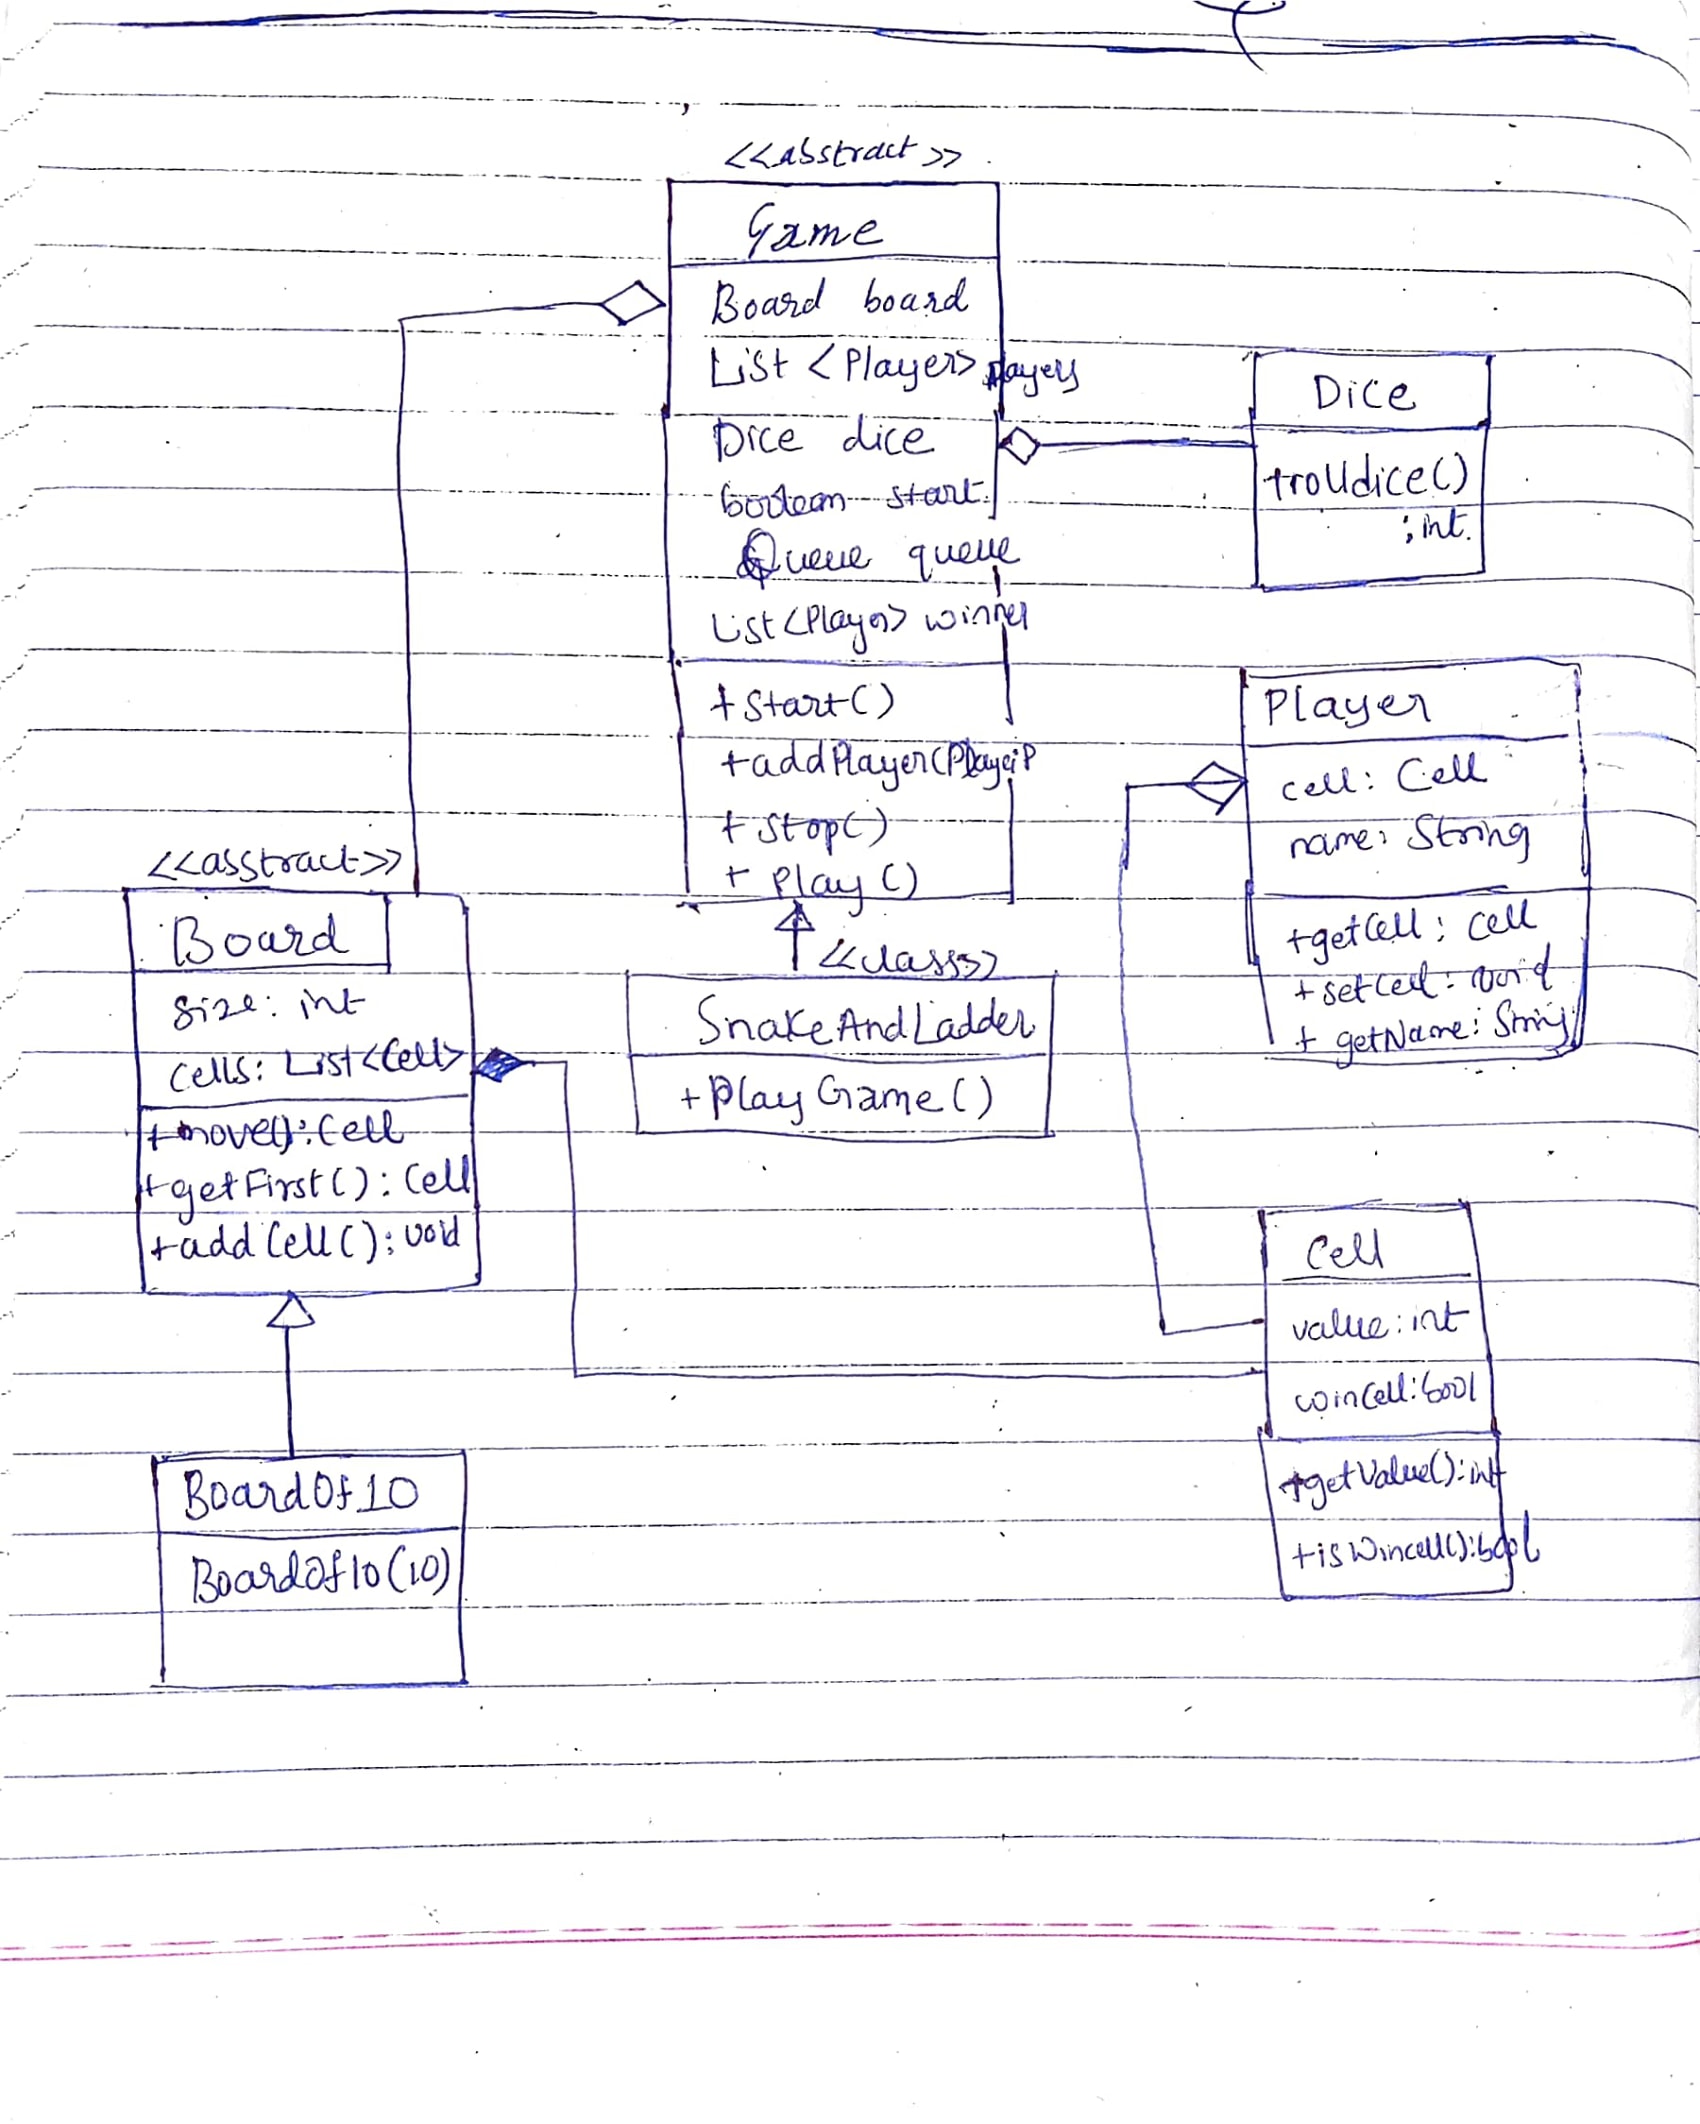 <<abstract>>
Game
Board board
List <Player> players
Dice dice
boolean start
Queue queue
List<Player> winner
+ Start()
+addPlayer(Player P
+ Stop()
+ Play ()
Dice
+rolldice()
: int.
Player
cell: Cell
name: String
+getCell : Cell
+ setCell : void
+ getName : String
<<asstract>>
Board
size: int
Cells: List<Cell>
+move(): Cell
+getFirst() : Cell
+add Cell() : void
<<class>>
SnakeAndLadder
+Play Game()
Cell
value : int
winCell: bool
+getValue() : int
+is Wincell() : bool
BoardOf10
BoardOf10(10)